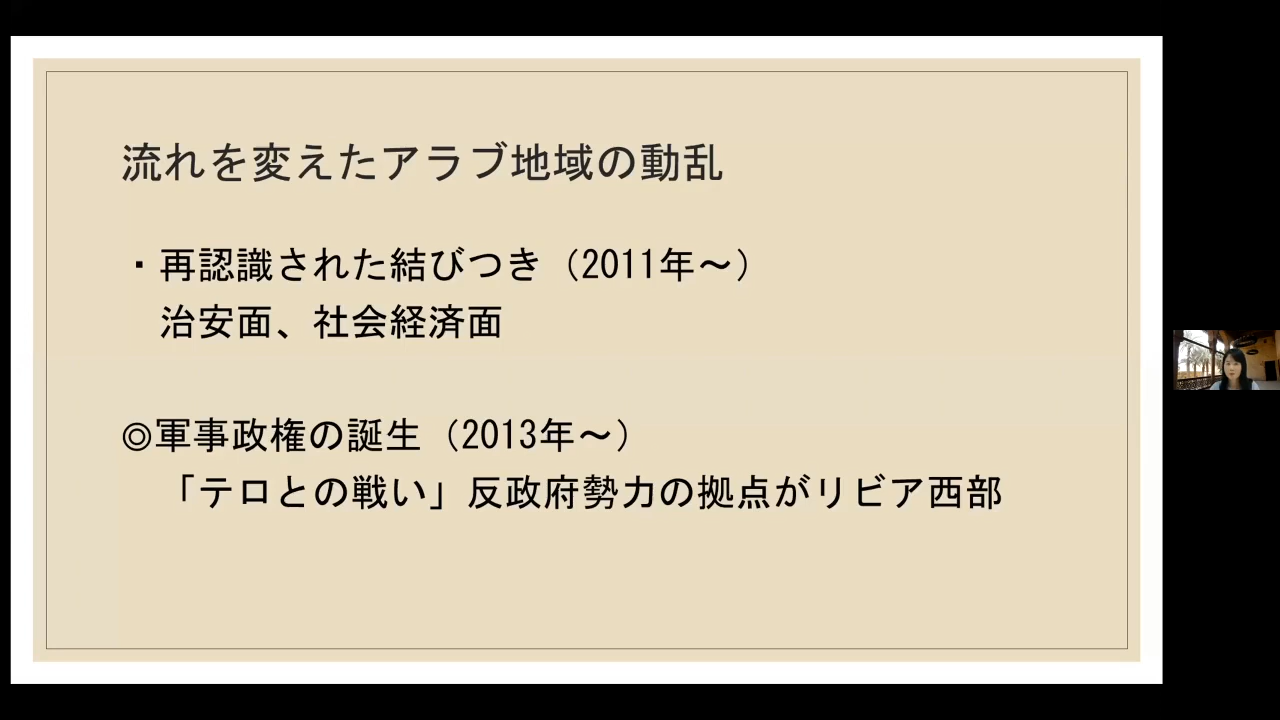 流れを変えたアラブ地域の動乱
・再認識された結びつき（2011年～）
治安面、社会経済面
◎軍事政権の誕生（2013年～）
「テロとの戦い」反政府勢力の拠点がリビア西部